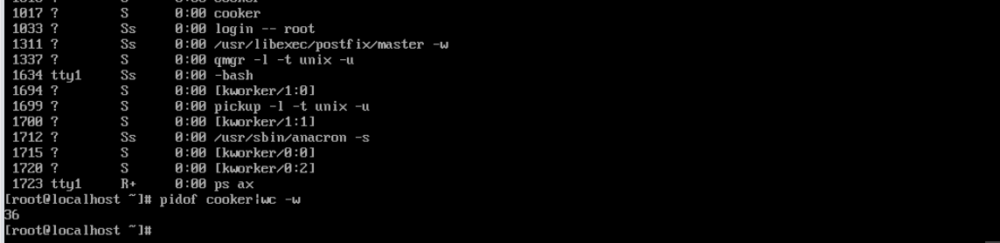 1017 ? S 0:00 cooker
1033 ? Ss 0:00 login -- root
1311 ? Ss 0:00 /usr/libexec/postfix/master -w
1337 ? S 0:00 qmgr -l -t unix -u
1634 tty1 Ss 0:00 -bash
1694 ? S 0:00 [kworker/1:0]
1699 ? S 0:00 pickup -l -t unix -u
1700 ? S 0:00 [kworker/1:1]
1712 ? Ss 0:00 /usr/sbin/anacron -s
1715 ? S 0:00 [kworker/0:0]
1720 ? S 0:00 [kworker/0:2]
1723 tty1 R+ 0:00 ps ax
[root@localhost ~]# pidof cooker|wc -w
36
[root@localhost ~]#